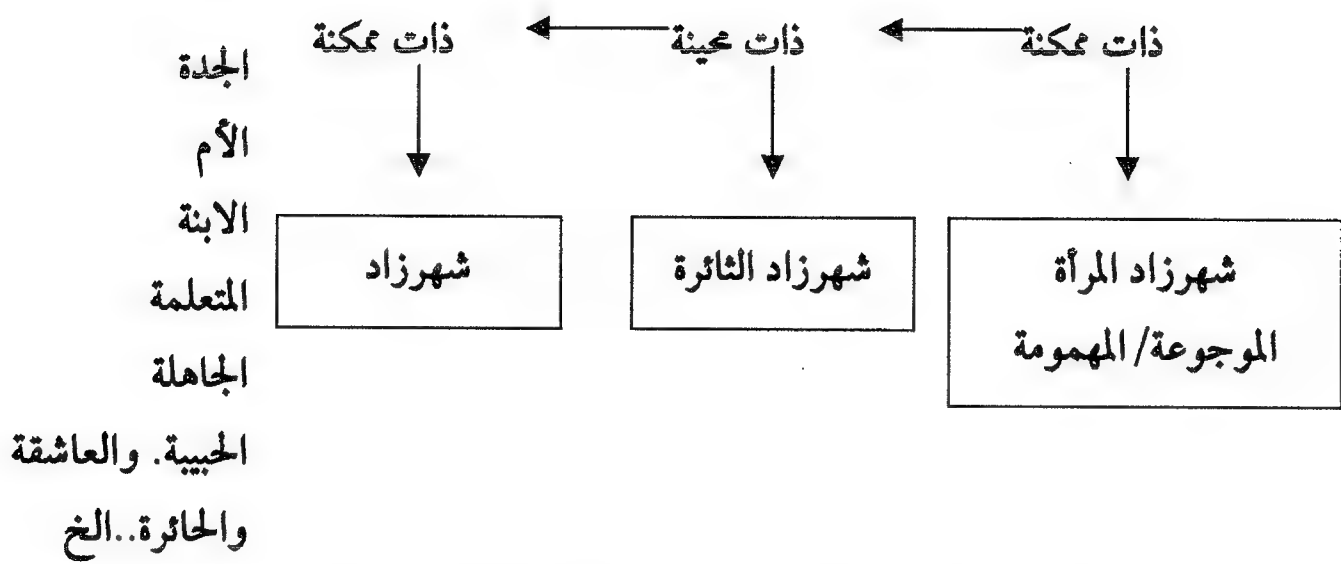 ذات ممكنة
ذات محينة
ذات ممكنة
شهرزاد المرأة
الموجوعة/ المهمومة
شهرزاد الثائرة
شهرزاد
الجدة
الأم
الابنة
المتعلمة
الجاهلة
الحبيبة. والعاشقة
والحائرة..الخ